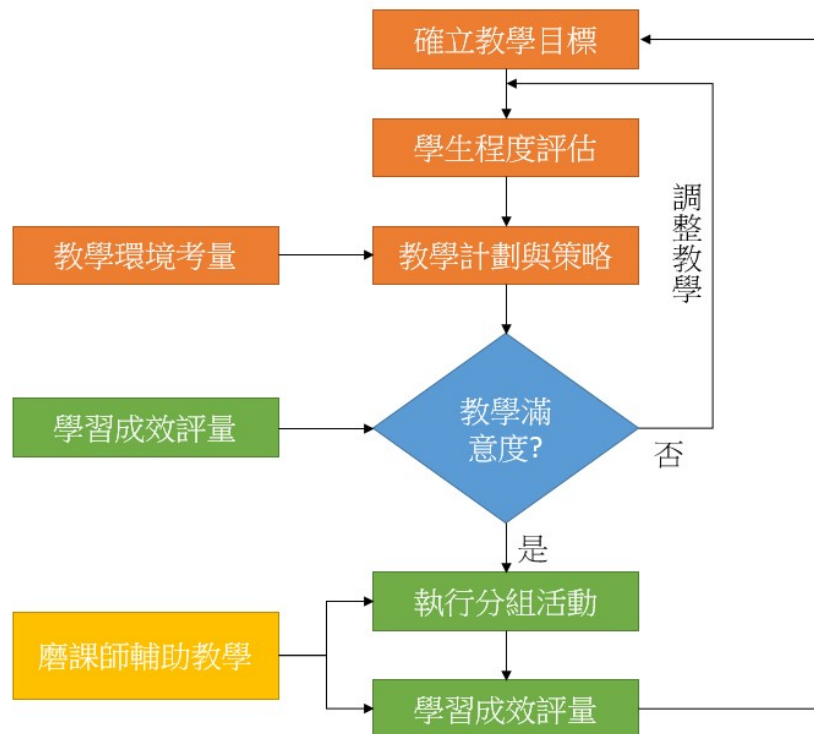 確立教學目標
學生程度評估
調整教學
教學環境考量
教學計劃與策略
學習成效評量
教學滿
意度?
否
是
執行分組活動
磨課師輔助教學
學習成效評量